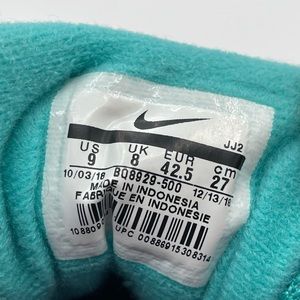 JJ2
US UK EUR cm
9 8 42.5 27
10/03/18 BQ8928-500 12/13/18
MADE IN INDONESIA
FABRIQUE EN INDONESIE
UPC 00886915308314